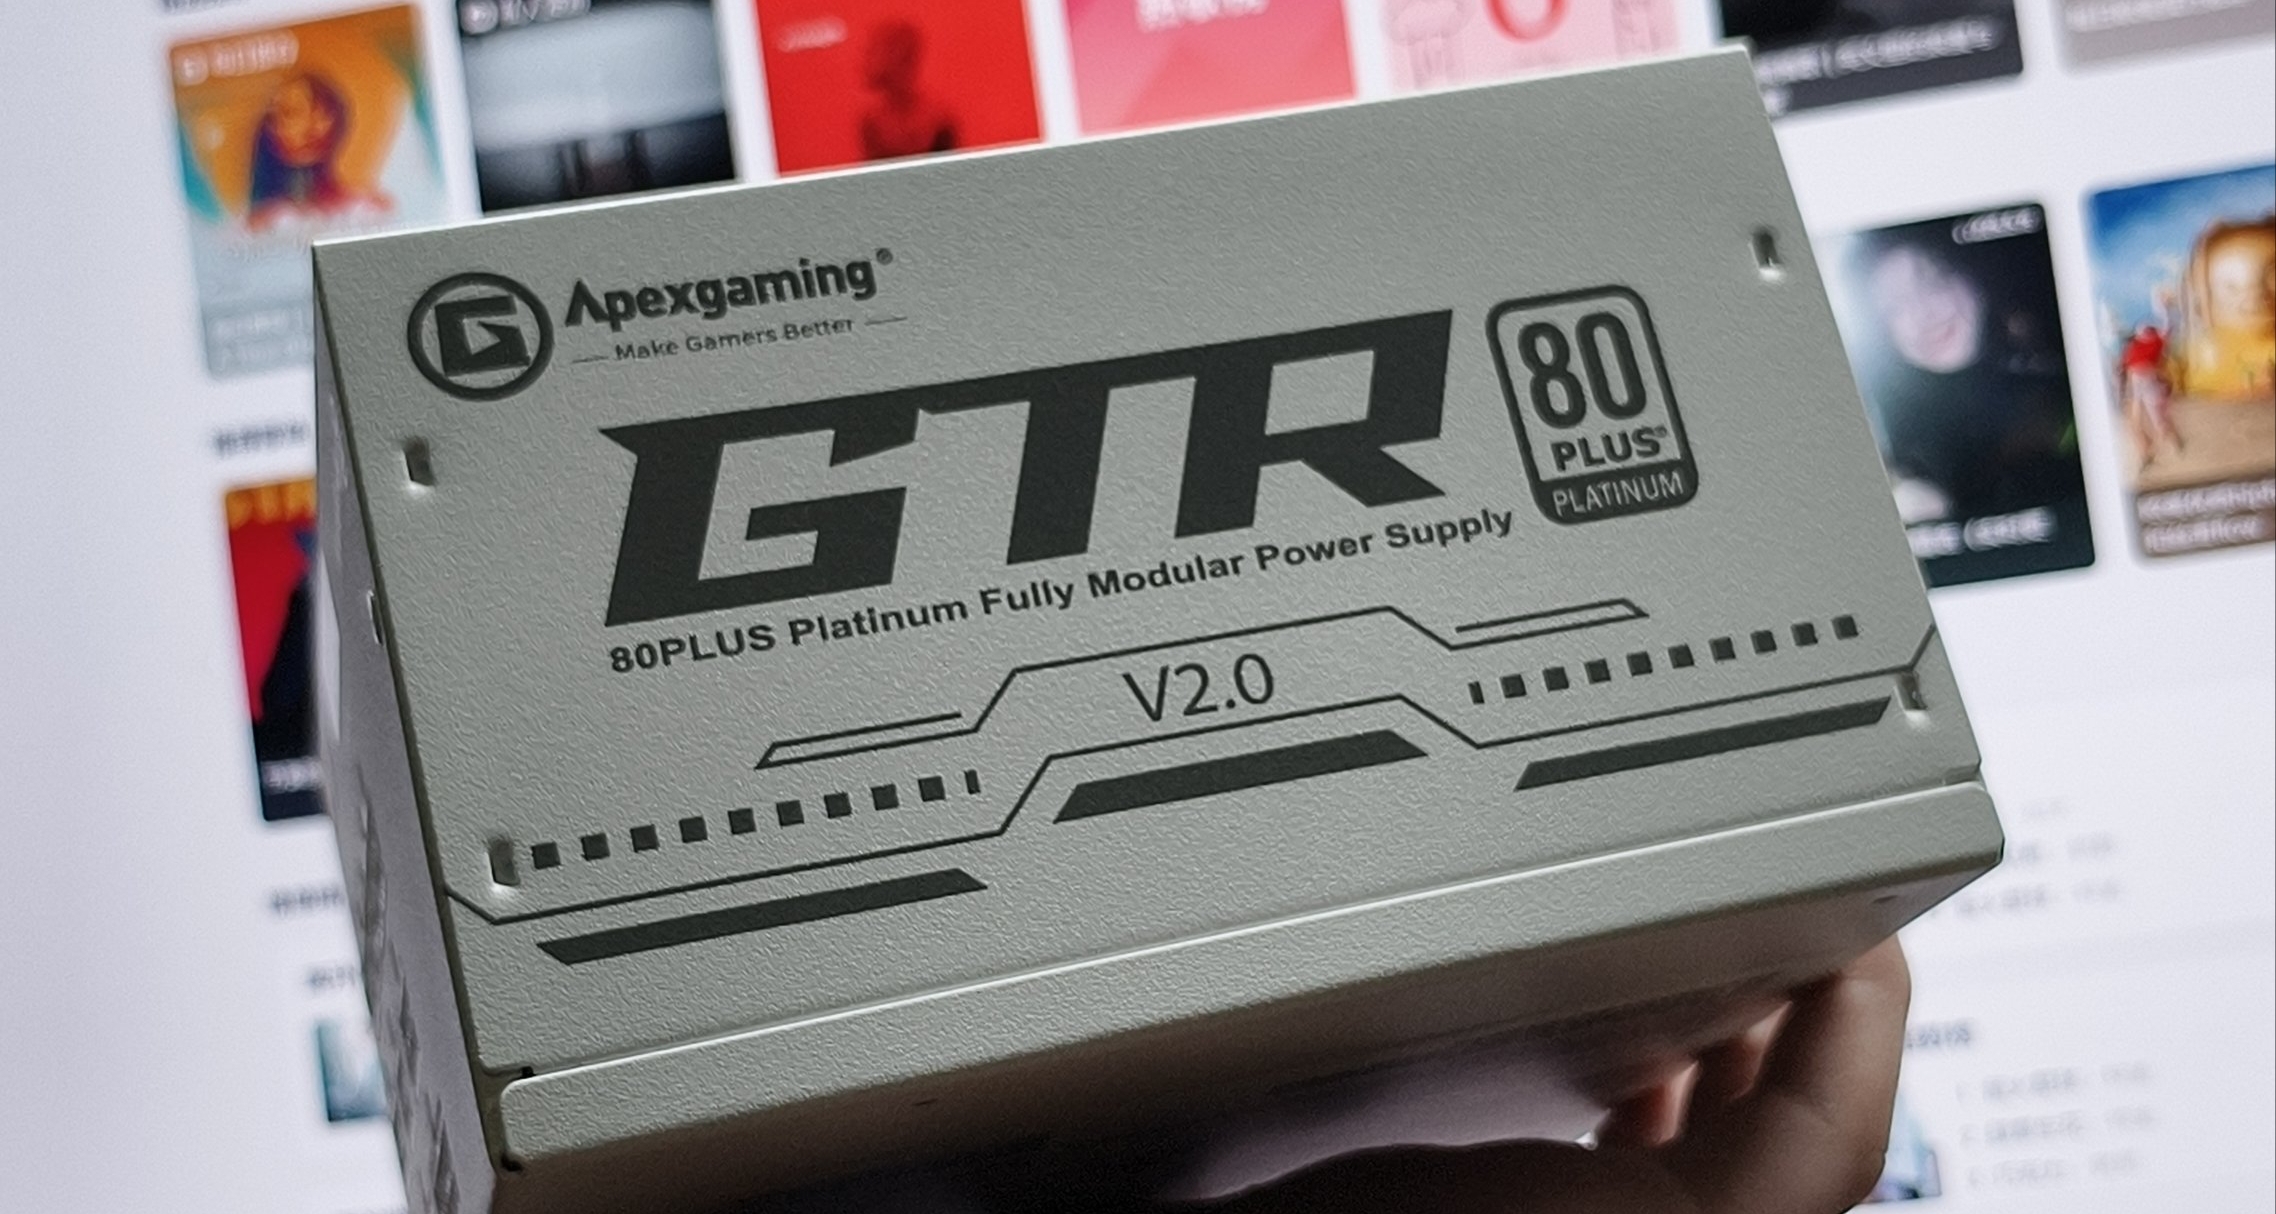 Apexgaming®
Make Gamers Better
GTR
80
PLUS®
PLATINUM
80PLUS Platinum Fully Modular Power Supply
V2.0